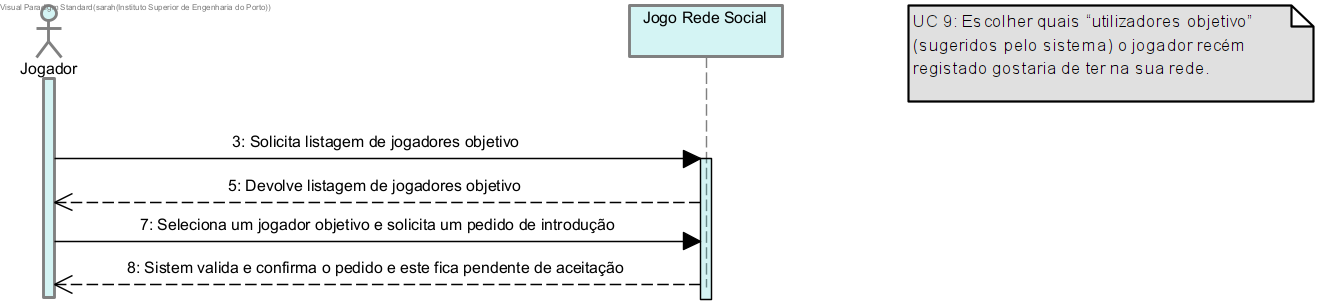 Visual Paradigm Standard(sarah(Instituto Superior de Engenharia do Porto))
Jogador
Jogo Rede Social
UC 9: Escolher quais “utilizadores objetivo”
(sugeridos pelo sistema) o jogador recém
registado gostaria de ter na sua rede.
3: Solicita listagem de jogadores objetivo
5: Devolve listagem de jogadores objetivo
7: Seleciona um jogador objetivo e solicita um pedido de introdução
8: Sistem valida e confirma o pedido e este fica pendente de aceitação